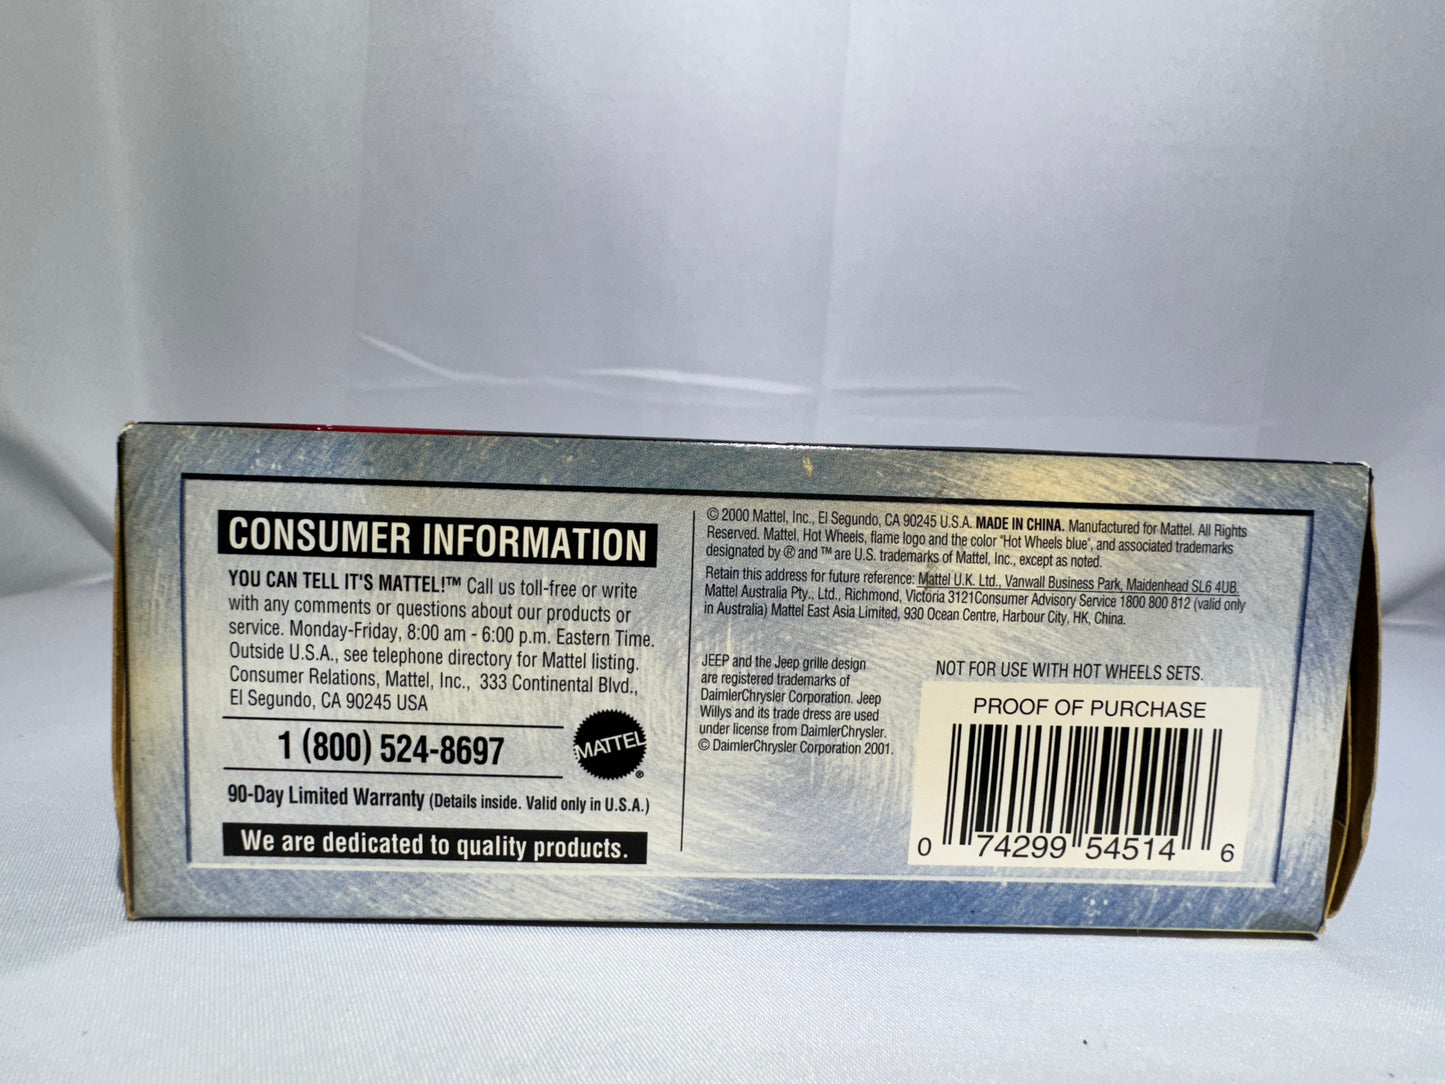 CONSUMER INFORMATION
YOU CAN TELL IT'S MATTEL!™ Call us toll-free or write
with any comments or questions about our products or
service. Monday-Friday, 8:00 am - 6:00 p.m. Eastern Time.
Outside U.S.A., see telephone directory for Mattel listing.
Consumer Relations, Mattel, Inc., 333 Continental Blvd.,
El Segundo, CA 90245 USA
1 (800) 524-8697
MATTEL®
90-Day Limited Warranty (Details inside. Valid only in U.S.A.)
We are dedicated to quality products.
© 2000 Mattel, Inc., El Segundo, CA 90245 U.S.A. MADE IN CHINA. Manufactured for Mattel. All Rights
Reserved. Mattel, Hot Wheels, flame logo and the color "Hot Wheels blue", and associated trademarks
designated by ® and ™ are U.S. trademarks of Mattel, Inc., except as noted.
Retain this address for future reference: Mattel U.K. Ltd., Vanwall Business Park, Maidenhead SL6 4UB.
Mattel Australia Pty., Ltd., Richmond, Victoria 3121Consumer Advisory Service 1800 800 812 (valid only
in Australia) Mattel East Asia Limited, 930 Ocean Centre, Harbour City, HK, China.
JEEP and the Jeep grille design
are registered trademarks of
DaimlerChrysler Corporation. Jeep
Willys and its trade dress are used
under license from DaimlerChrysler.
© DaimlerChrysler Corporation 2001.
NOT FOR USE WITH HOT WHEELS SETS.
PROOF OF PURCHASE
0 74299 54514 6